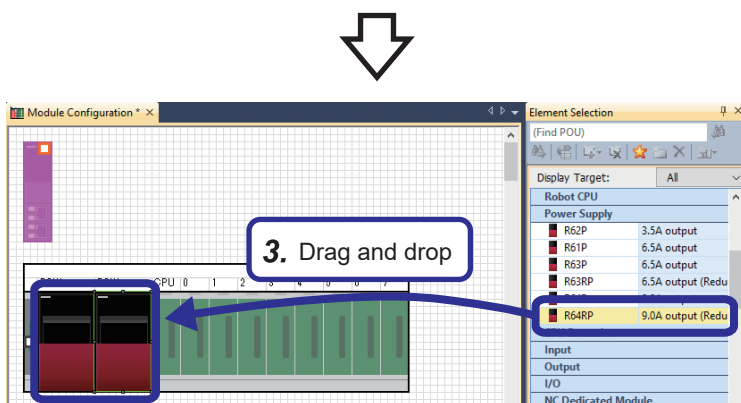 Module Configuration *
Element Selection
(Find POU)
Display Target: All
Robot CPU
Power Supply
R62P 3.5A output
R61P 6.5A output
R63P 6.5A output
R63RP 6.5A output (Redu
R64RP 9.0A output (Redu
Input
Output
I/O
NC Dedicated Module
3. Drag and drop
CPU 0 1 2 3 4 5 6 7